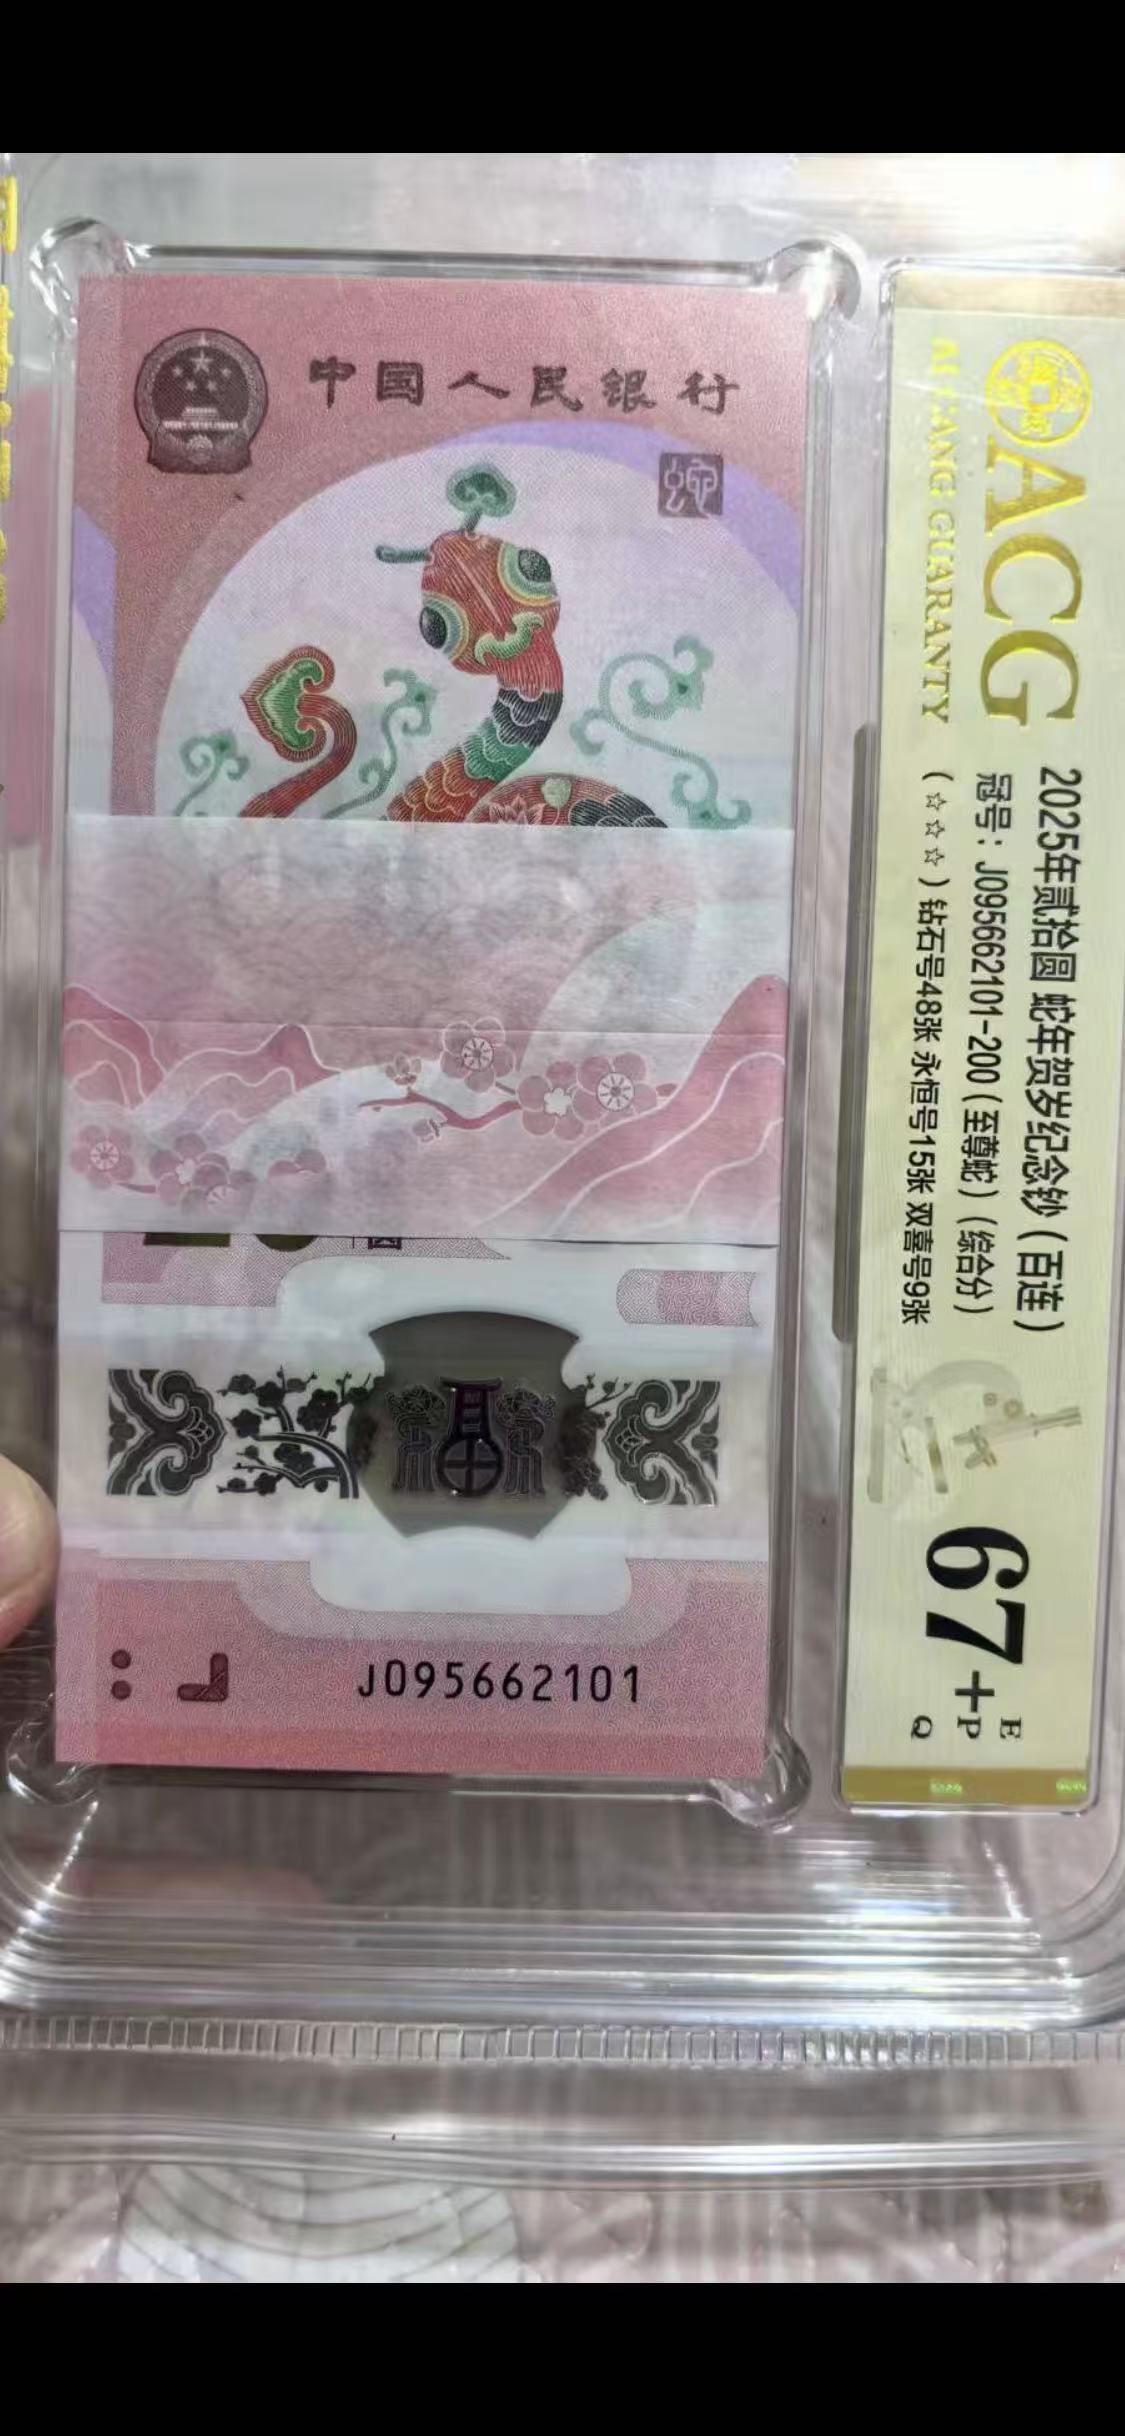 中国人民银行
蛇
J095662101
ACG
AI CANG GUARANTY
2025年贰拾圆 蛇年贺岁纪念钞（百连）
冠号：J095662101-200（至尊蛇）（综合分）
（☆☆☆）钻石号48张 永恒号15张 双喜号9张
67+
E
P
Q